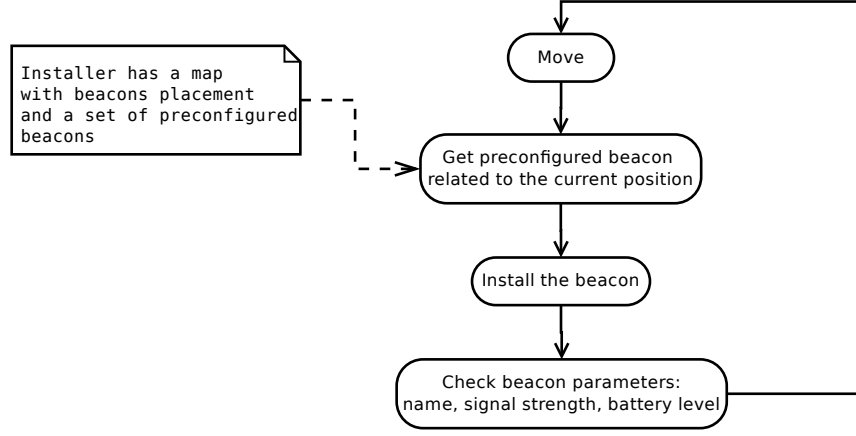 Move
Installer has a map
with beacons placement
and a set of preconfigured
beacons
Get preconfigured beacon
related to the current position
Install the beacon
Check beacon parameters:
name, signal strength, battery level